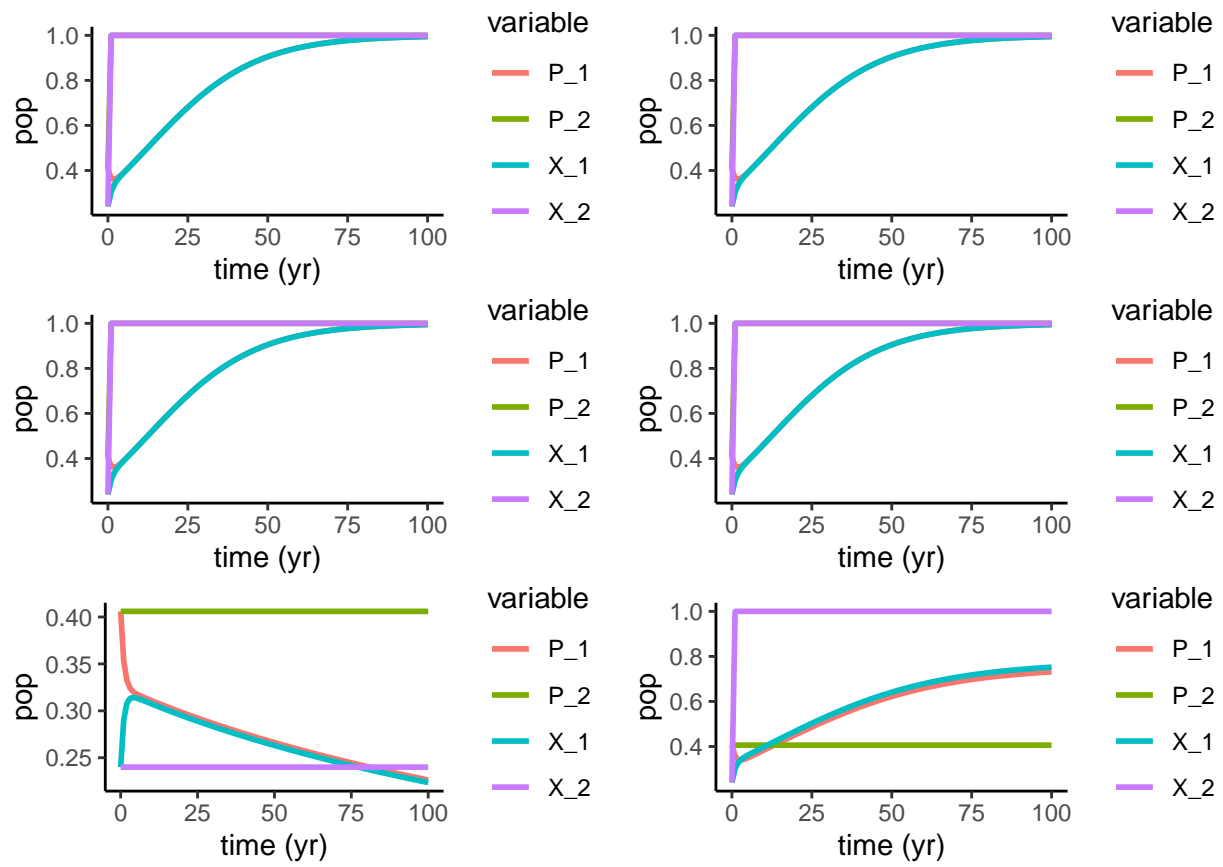 variable
1.0
0.8
0.6
0.4
pop
0 25 50 75 100
time (yr)
P_1
P_2
X_1
X_2
variable
1.0
0.8
0.6
0.4
pop
0 25 50 75 100
time (yr)
P_1
P_2
X_1
X_2
variable
1.0
0.8
0.6
0.4
pop
0 25 50 75 100
time (yr)
P_1
P_2
X_1
X_2
variable
1.0
0.8
0.6
0.4
pop
0 25 50 75 100
time (yr)
P_1
P_2
X_1
X_2
variable
0.40
0.35
0.30
0.25
pop
0 25 50 75 100
time (yr)
P_1
P_2
X_1
X_2
variable
1.0
0.8
0.6
0.4
pop
0 25 50 75 100
time (yr)
P_1
P_2
X_1
X_2